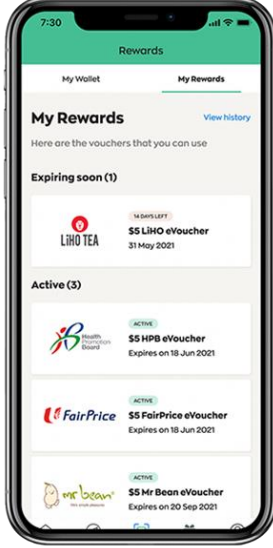 7:30
Rewards
My Wallet
My Rewards
My Rewards
View history
Here are the vouchers that you can use
Expiring soon (1)
14 DAYS LEFT
LiHO TEA
$5 LiHO eVoucher
31 May 2021
Active (3)
ACTIVE
Health
Promotion
Board
$5 HPB eVoucher
Expires on 18 Jun 2021
ACTIVE
FairPrice
$5 FairPrice eVoucher
Expires on 18 Jun 2021
ACTIVE
mr bean
$5 Mr Bean eVoucher
Expires on 20 Sep 2021